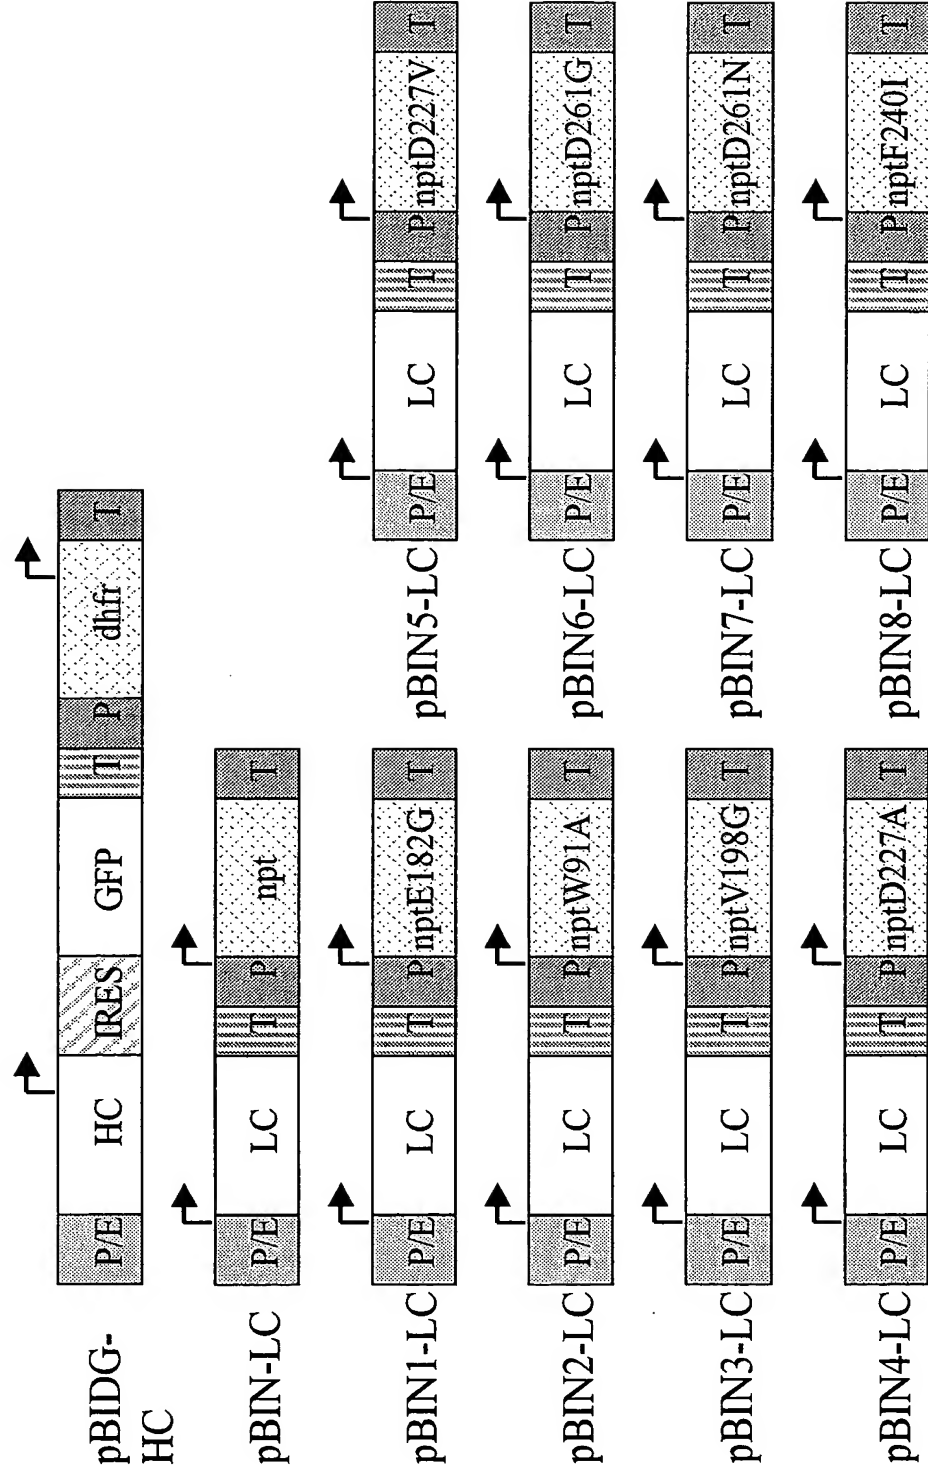 pBIDG-
HC
P/E HC IRES GFP T P dhfr T
pBIN-LC
P/E LC T P npt T
pBIN1-LC
P/E LC T P nptE182G T
pBIN2-LC
P/E LC T P nptW91A T
pBIN3-LC
P/E LC T P nptV198G T
pBIN4-LC
P/E LC T P nptD227A T
pBIN5-LC
P/E LC T P nptD227V T
pBIN6-LC
P/E LC T P nptD261G T
pBIN7-LC
P/E LC T P nptD261N T
pBIN8-LC
P/E LC T P nptF240I T